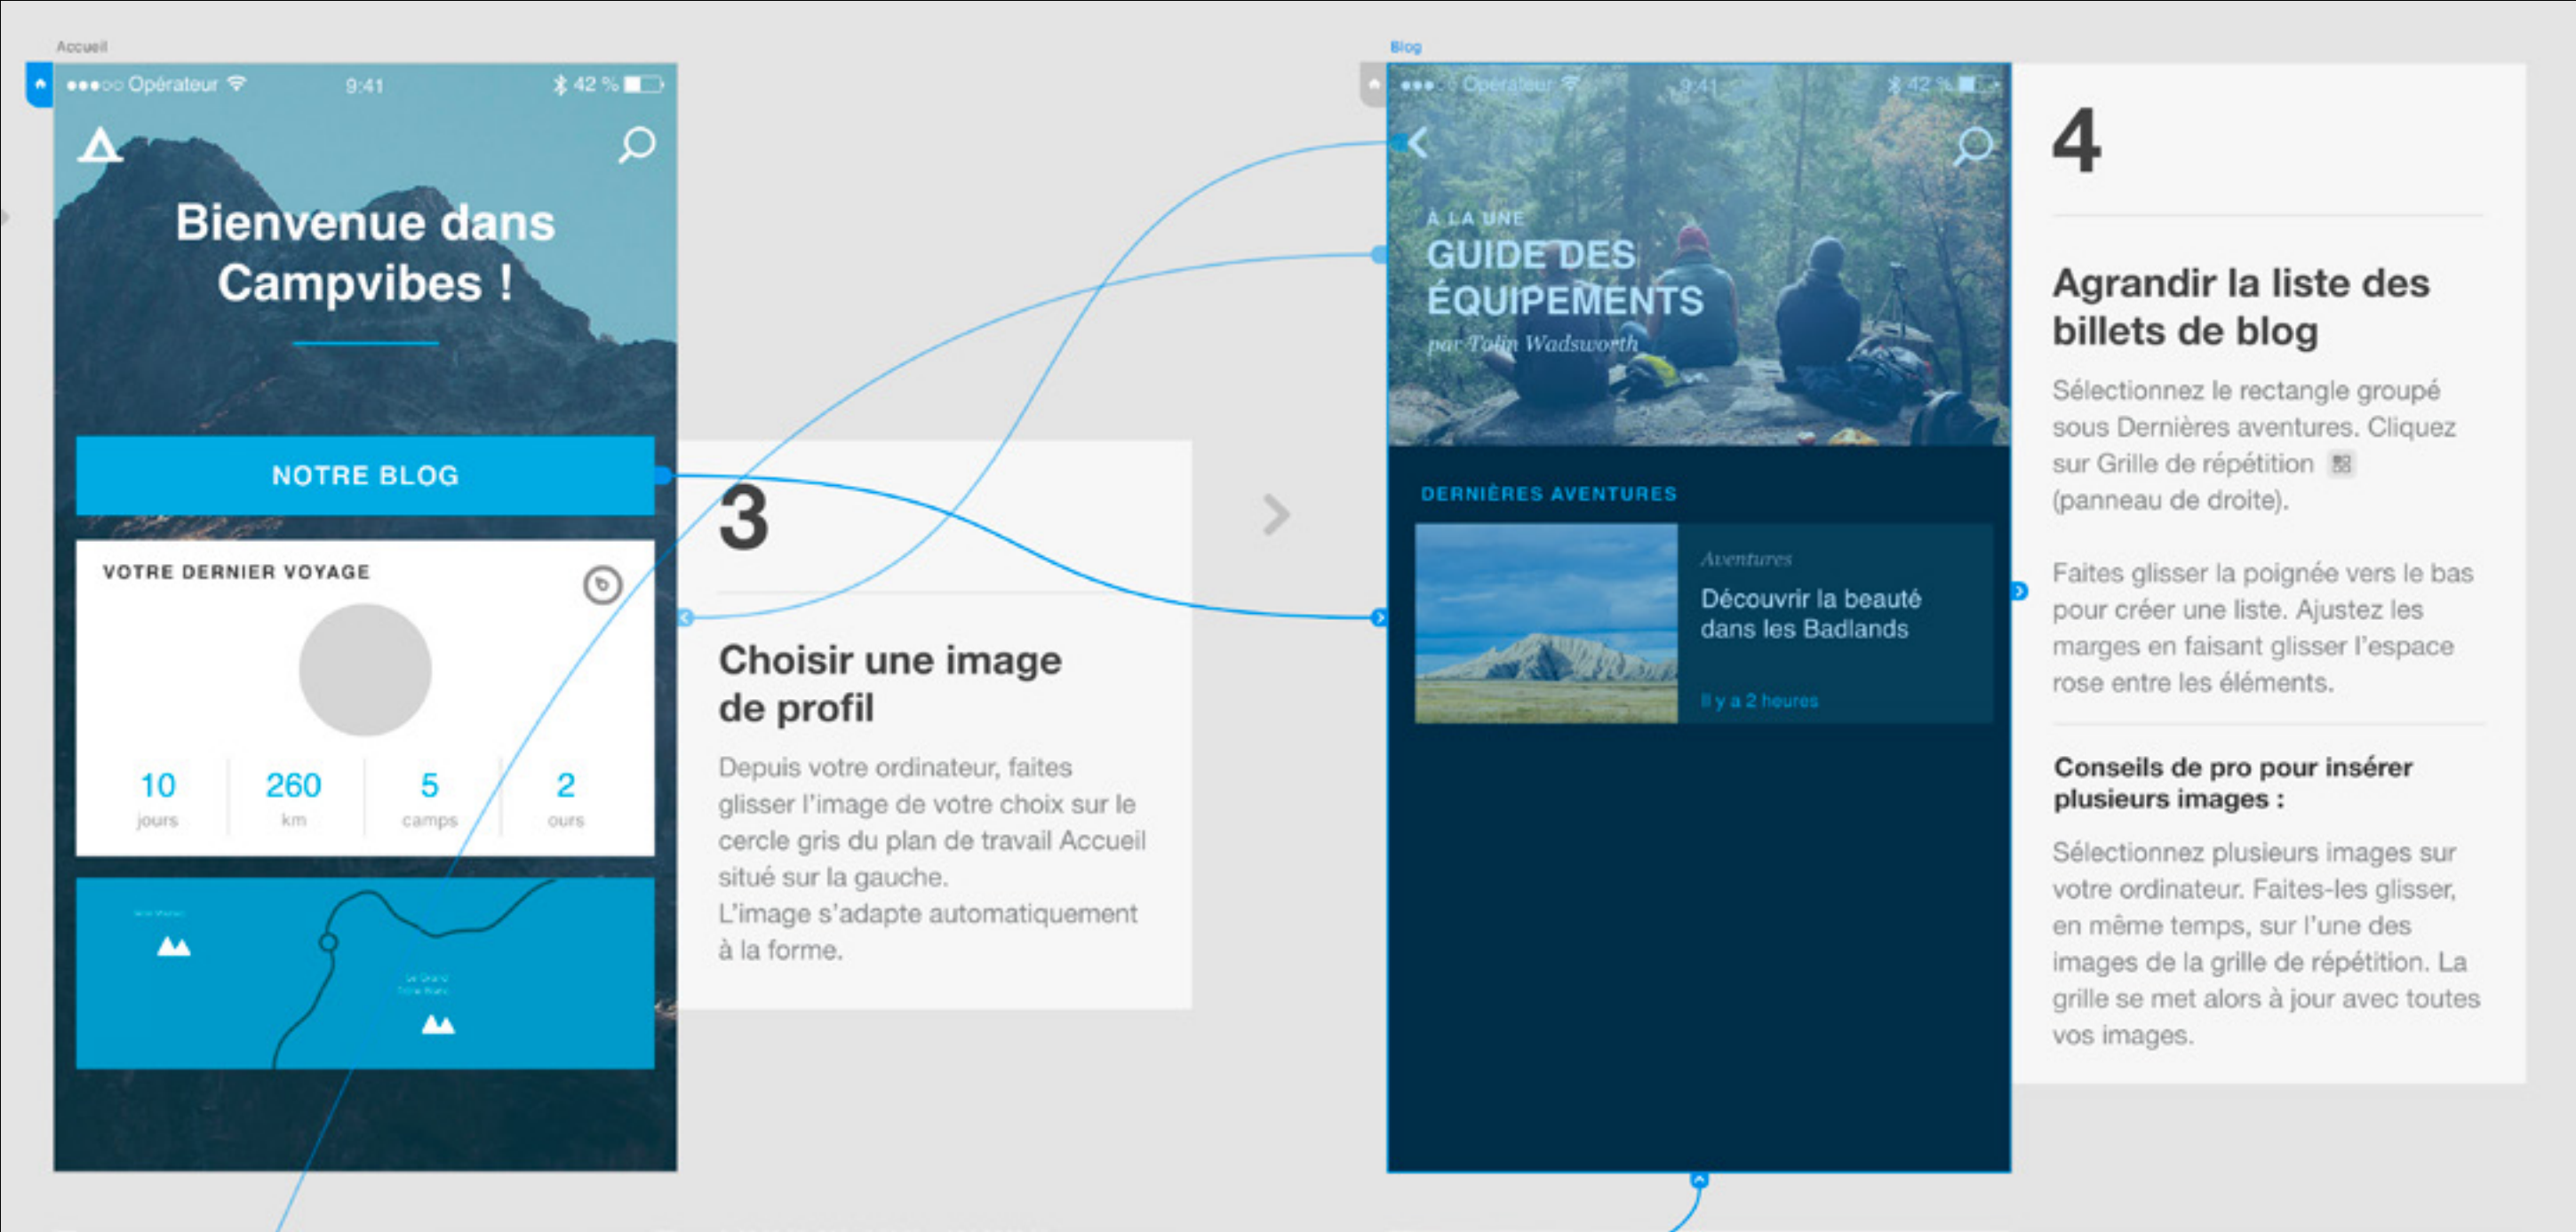 Accueil
Opérateur 9:41 42 %
Bienvenue dans
Campvibes !
NOTRE BLOG
VOTRE DERNIER VOYAGE
10 260 5 2
jours km camps ours
Le Grand
3
Choisir une image
de profil
Depuis votre ordinateur, faites
glisser l'image de votre choix sur le
cercle gris du plan de travail Accueil
situé sur la gauche.
L'image s'adapte automatiquement
à la forme.
Blog
Opérateur 9:41 42 %
À LA UNE
GUIDE DES
ÉQUIPEMENTS
par Tolin Wadsworth
DERNIÈRES AVENTURES
Aventures
Découvrir la beauté
dans les Badlands
Il y a 2 heures
4
Agrandir la liste des
billets de blog
Sélectionnez le rectangle groupé
sous Dernières aventures. Cliquez
sur Grille de répétition
(panneau de droite).
Faites glisser la poignée vers le bas
pour créer une liste. Ajustez les
marges en faisant glisser l'espace
rose entre les éléments.
Conseils de pro pour insérer
plusieurs images :
Sélectionnez plusieurs images sur
votre ordinateur. Faites-les glisser,
en même temps, sur l'une des
images de la grille de répétition. La
grille se met alors à jour avec toutes
vos images.